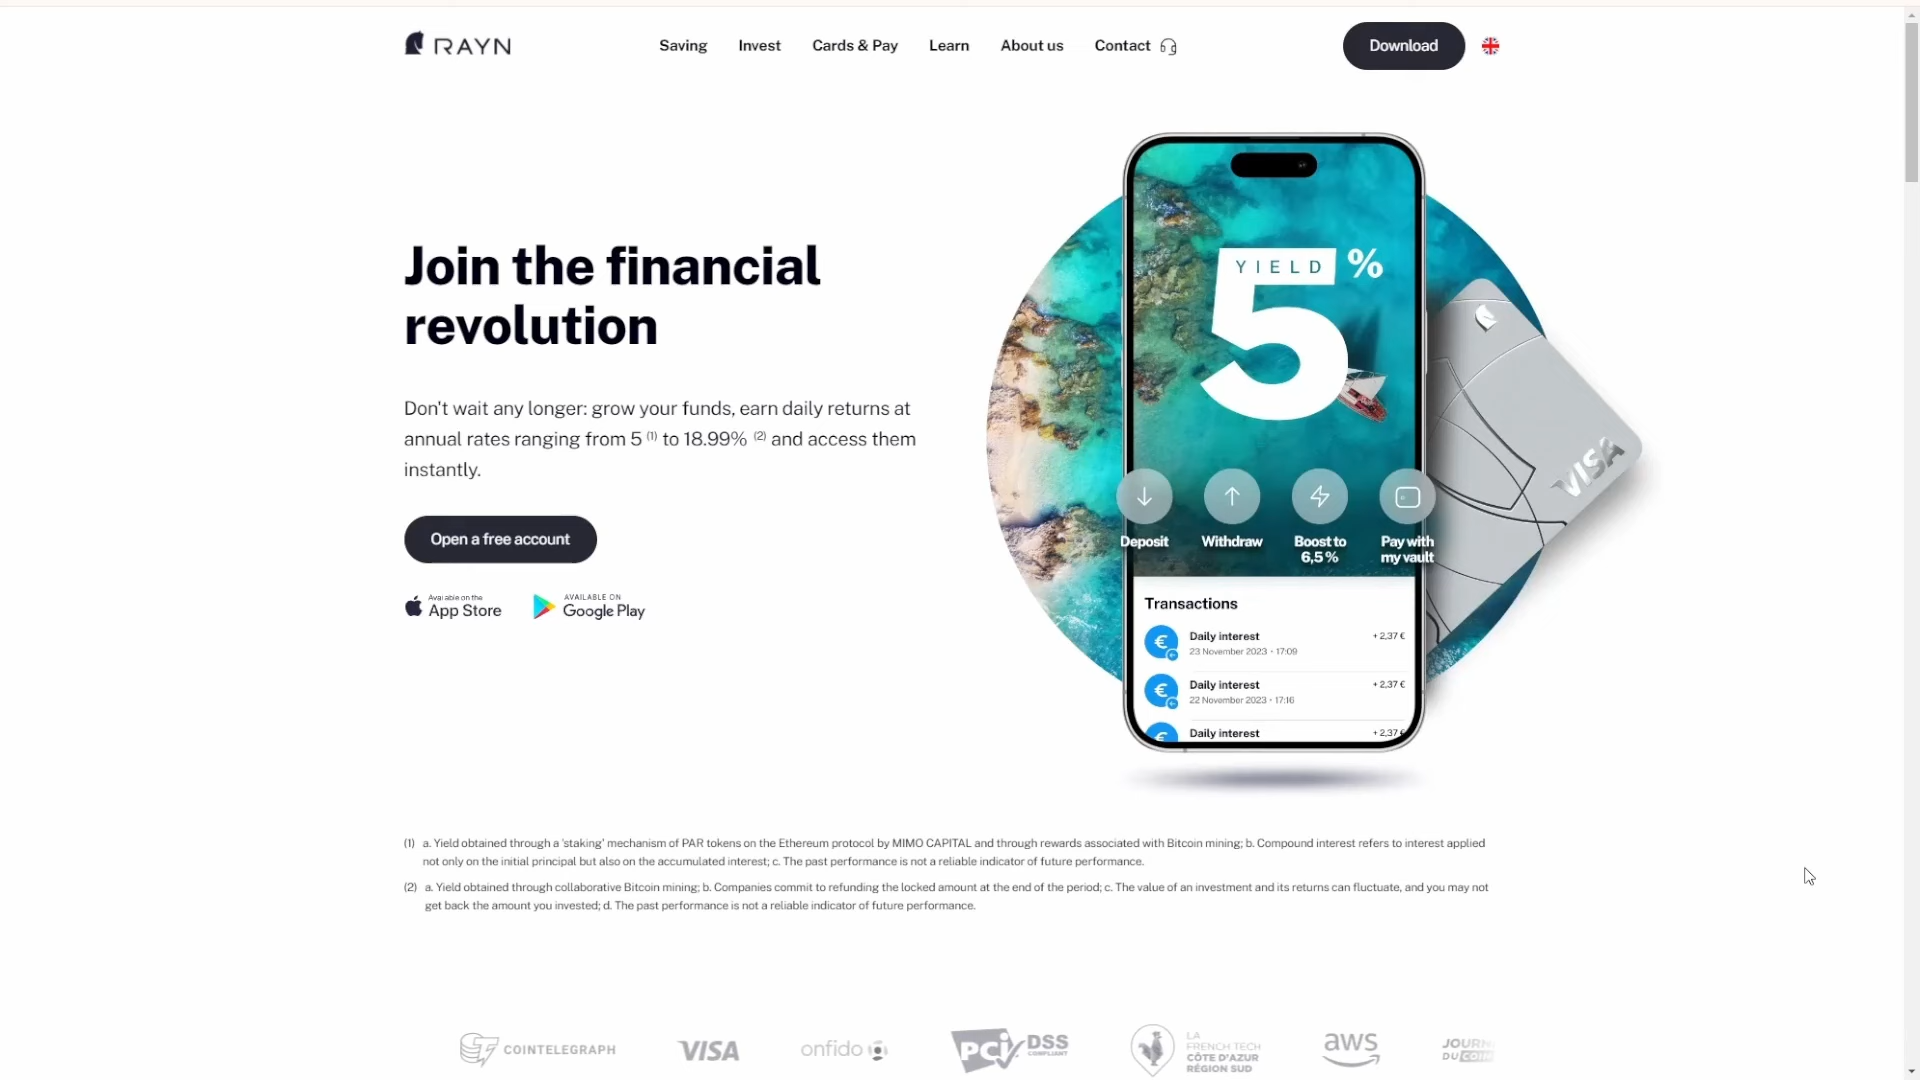 RAYN
Saving
Invest
Cards & Pay
Learn
About us
Contact
Download
Join the financial
revolution
Don't wait any longer: grow your funds, earn daily returns at
annual rates ranging from 5 (1) to 18.99% (2) and access them
instantly.
Open a free account
Available on the
App Store
AVAILABLE ON
Google Play
YIELD
%
5
VISA
Deposit
Withdraw
Boost to
6,5 %
Pay with
my vault
Transactions
Daily interest
+ 2,37 €
23 November 2023 • 17:09
Daily interest
+ 2,37 €
22 November 2023 • 17:16
Daily interest
+ 2,37 €
(1) a. Yield obtained through a 'staking' mechanism of PAR tokens on the Ethereum protocol by MIMO CAPITAL and through rewards associated with Bitcoin mining; b. Compound interest refers to interest applied
not only on the initial principal but also on the accumulated interest; c. The past performance is not a reliable indicator of future performance.
(2) a. Yield obtained through collaborative Bitcoin mining; b. Companies commit to refunding the locked amount at the end of the period; c. The value of an investment and its returns can fluctuate, and you may not
get back the amount you invested; d. The past performance is not a reliable indicator of future performance.
COINTELEGRAPH
VISA
onfido
PCI DSS
COMPLIANT
LA
FRENCH TECH
CÔTE D'AZUR
RÉGION SUD
aws
JOURN
DU COIN